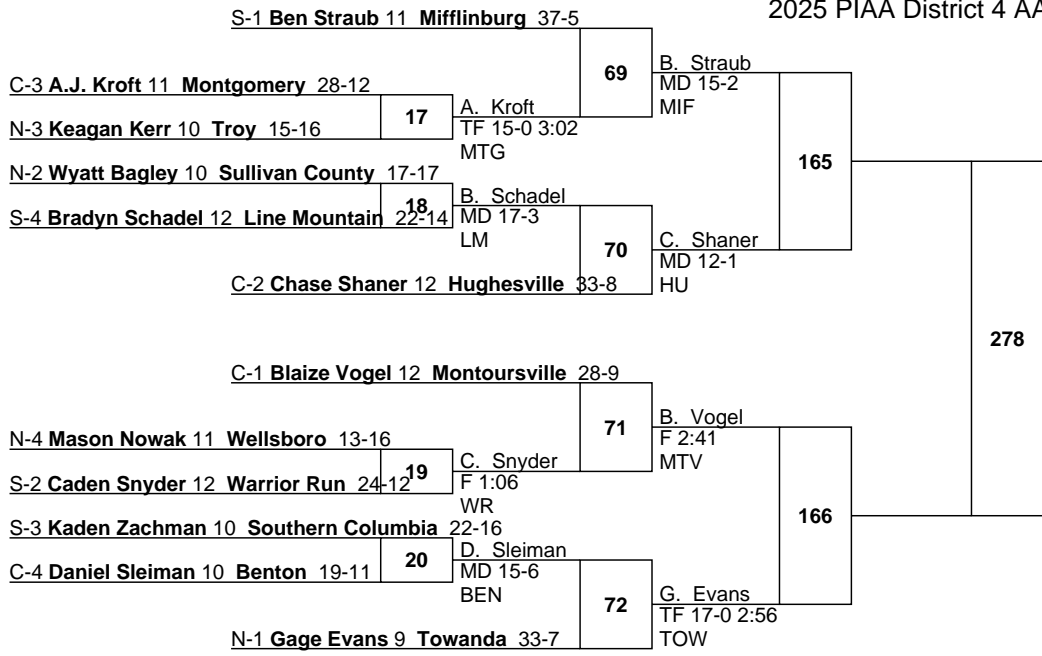 2025 PIAA District 4 AA
S-1 Ben Straub 11 Mifflinburg 37-5
69
B. Straub
MD 15-2
MIF
C-3 A.J. Kroft 11 Montgomery 28-12
17
A. Kroft
TF 15-0 3:02
MTG
N-3 Keagan Kerr 10 Troy 15-16
165
N-2 Wyatt Bagley 10 Sullivan County 17-17
18
B. Schadel
MD 17-3
LM
S-4 Bradyn Schadel 12 Line Mountain 22-14
70
C. Shaner
MD 12-1
HU
C-2 Chase Shaner 12 Hughesville 33-8
278
C-1 Blaize Vogel 12 Montoursville 28-9
71
B. Vogel
F 2:41
MTV
N-4 Mason Nowak 11 Wellsboro 13-16
19
C. Snyder
F 1:06
WR
S-2 Caden Snyder 12 Warrior Run 24-12
166
S-3 Kaden Zachman 10 Southern Columbia 22-16
20
D. Sleiman
MD 15-6
BEN
C-4 Daniel Sleiman 10 Benton 19-11
72
G. Evans
TF 17-0 2:56
TOW
N-1 Gage Evans 9 Towanda 33-7